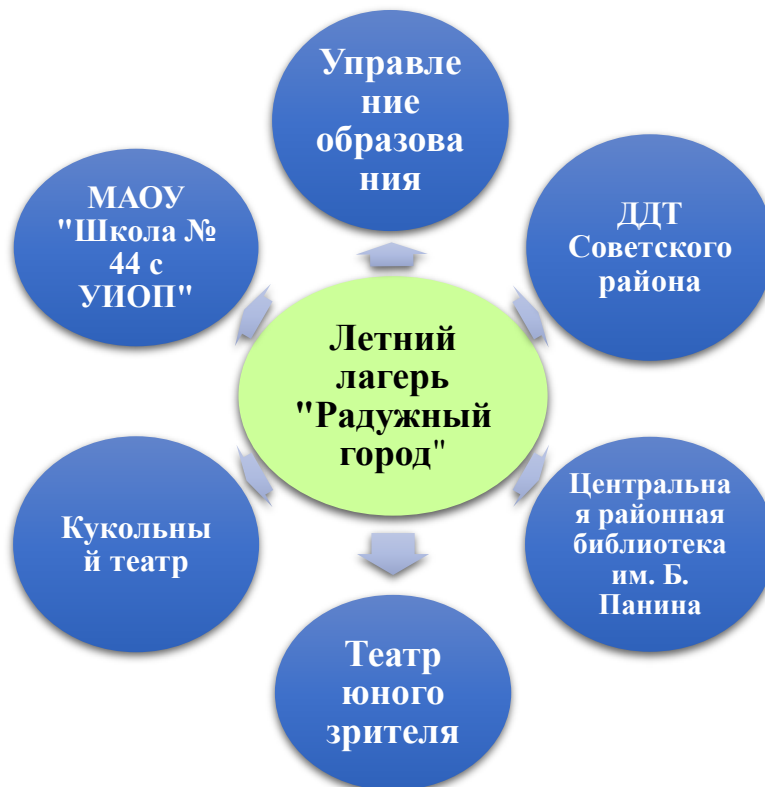 Управле
ние
образова
ния
МАОУ
"Школа №
44 с
УИОП"
ДДТ
Советского
района
Летний
лагерь
"Радужный
город"
Кукольны
й театр
Центральна
я районная
библиотека
им. Б.
Панина
Театр
юного
зрителя